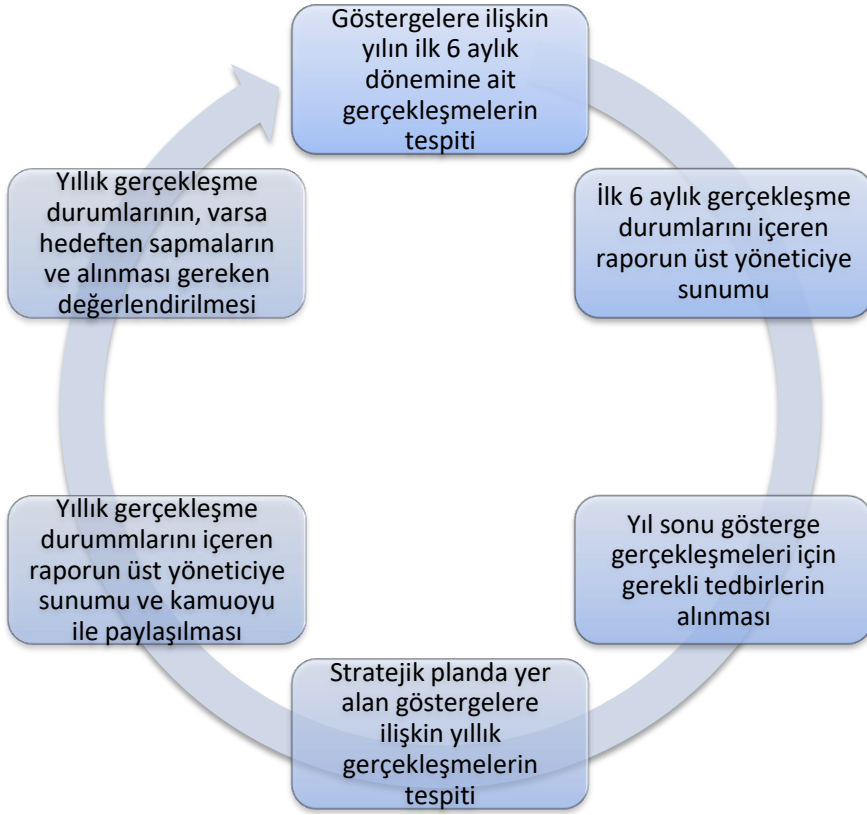 Göstergelere ilişkin
yılın ilk 6 aylık
dönemine ait
gerçekleşmelerin
tespiti
İlk 6 aylık gerçekleşme
durumlarını içeren
raporun üst yöneticiye
sunumu
Yıl sonu gösterge
gerçekleşmeleri için
gerekli tedbirlerin
alınması
Stratejik planda yer
alan göstergelere
ilişkin yıllık
gerçekleşmelerin
tespiti
Yıllık gerçekleşme
durummlarını içeren
raporun üst yöneticiye
sunumu ve kamuoyu
ile paylaşılması
Yıllık gerçekleşme
durumlarının, varsa
hedeften sapmaların
ve alınması gereken
değerlendirilmesi